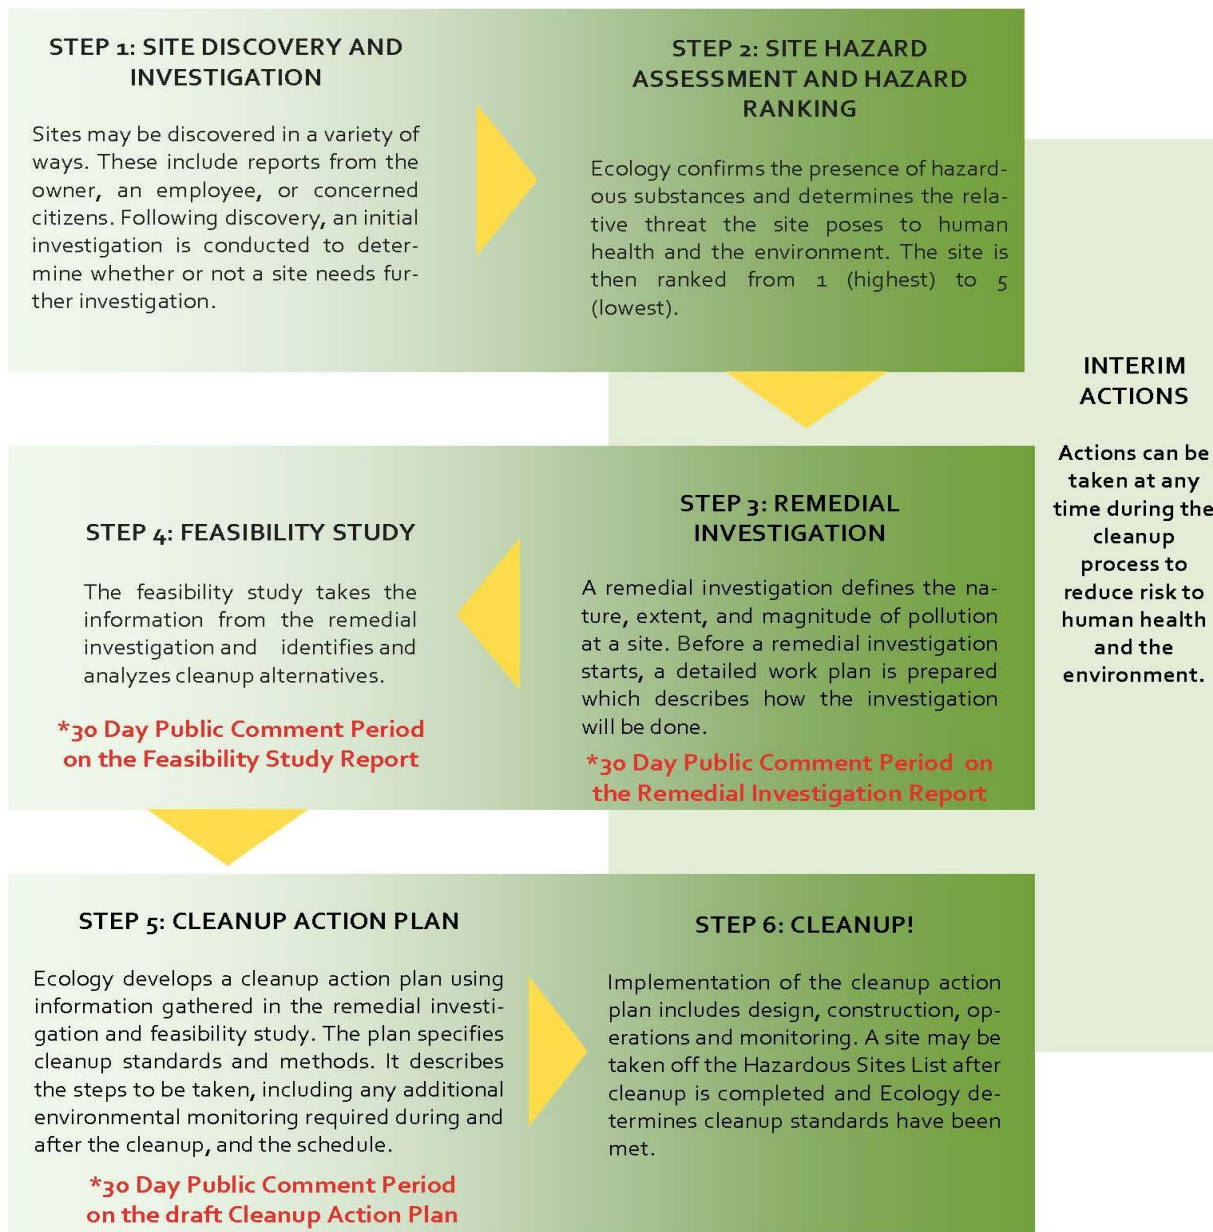 STEP 1: SITE DISCOVERY AND
INVESTIGATION
Sites may be discovered in a variety of
ways. These include reports from the
owner, an employee, or concerned
citizens. Following discovery, an initial
investigation is conducted to deter-
mine whether or not a site needs fur-
ther investigation.
STEP 2: SITE HAZARD
ASSESSMENT AND HAZARD
RANKING
Ecology confirms the presence of hazard-
ous substances and determines the rela-
tive threat the site poses to human
health and the environment. The site is
then ranked from 1 (highest) to 5
(lowest).
STEP 3: REMEDIAL
INVESTIGATION
A remedial investigation defines the na-
ture, extent, and magnitude of pollution
at a site. Before a remedial investigation
starts, a detailed work plan is prepared
which describes how the investigation
will be done.
*30 Day Public Comment Period on
the Remedial Investigation Report
STEP 4: FEASIBILITY STUDY
The feasibility study takes the
information from the remedial
investigation and identifies and
analyzes cleanup alternatives.
*30 Day Public Comment Period
on the Feasibility Study Report
STEP 5: CLEANUP ACTION PLAN
Ecology develops a cleanup action plan using
information gathered in the remedial investi-
gation and feasibility study. The plan specifies
cleanup standards and methods. It describes
the steps to be taken, including any additional
environmental monitoring required during and
after the cleanup, and the schedule.
*30 Day Public Comment Period
on the draft Cleanup Action Plan
STEP 6: CLEANUP!
Implementation of the cleanup action
plan includes design, construction, op-
erations and monitoring. A site may be
taken off the Hazardous Sites List after
cleanup is completed and Ecology de-
termines cleanup standards have been
met.
INTERIM
ACTIONS
Actions can be
taken at any
time during the
cleanup
process to
reduce risk to
human health
and the
environment.